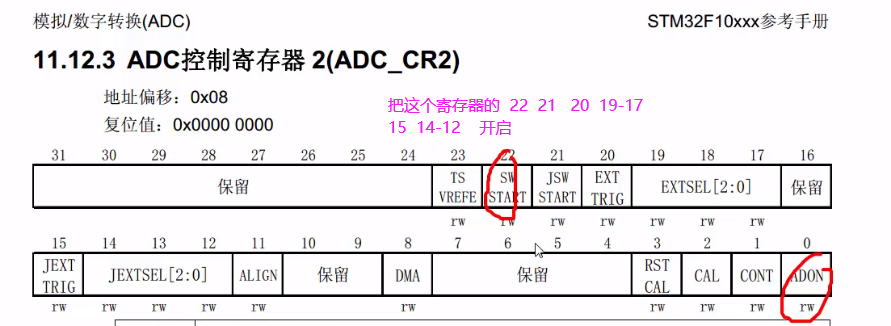 模拟/数字转换(ADC) STM32F10xxx参考手册
11.12.3 ADC控制寄存器 2(ADC_CR2)
地址偏移：0x08
复位值：0x0000 0000
把这个寄存器的 22 21 20 19-17
15 14-12 开启
31 30 29 28 27 26 25 24 23 22 21 20 19 18 17 16
保留 TS VREFE SW START JSW START EXT TRIG EXTSEL[2:0] 保留
rw rw rw rw rw rw rw
15 14 13 12 11 10 9 8 7 6 5 4 3 2 1 0
JEXT TRIG JEXTSEL[2:0] ALIGN 保留 DMA 保留 RST CAL CAL CONT ADON
rw rw rw rw rw rw rw rw rw rw